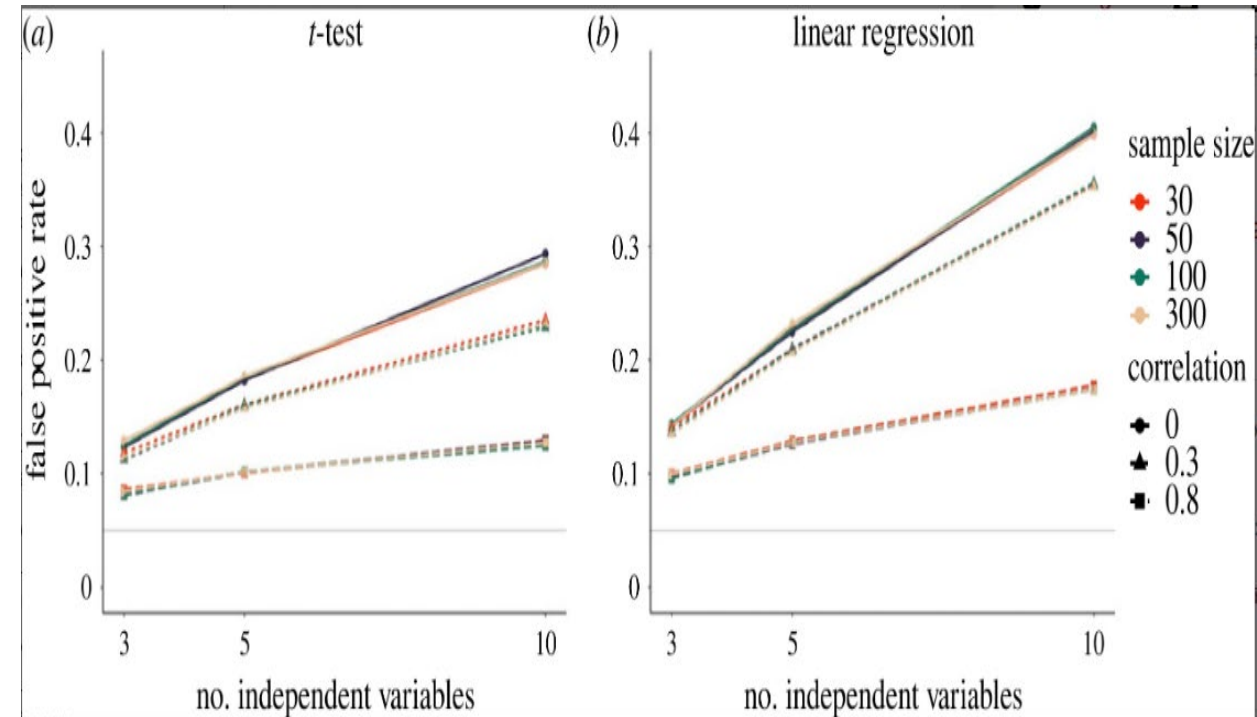 (a)
t-test
false positive rate
0.4
0.3
0.2
0.1
0
3 5 10
no. independent variables
(b)
linear regression
0.4
0.3
0.2
0.1
0
3 5 10
no. independent variables
sample size
30
50
100
300
correlation
0
0.3
0.8